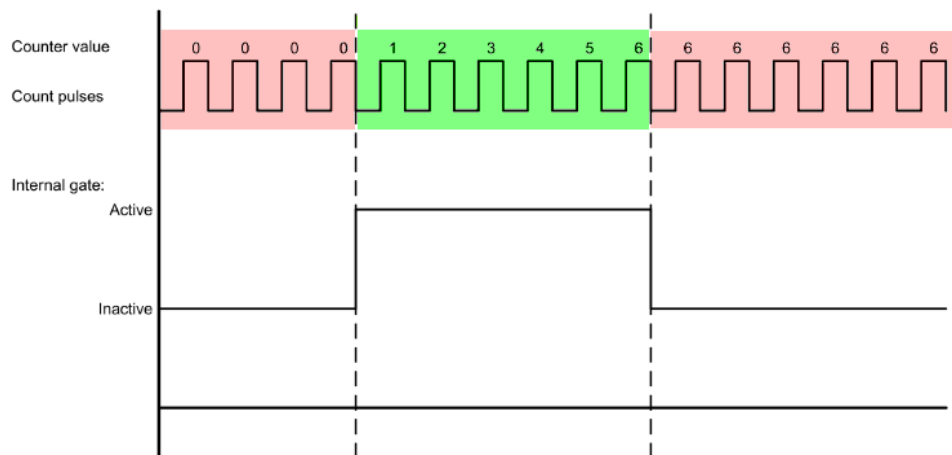 Counter value 0 0 0 0 1 2 3 4 5 6 6 6 6 6 6 6
Count pulses
Internal gate:
Active
Inactive